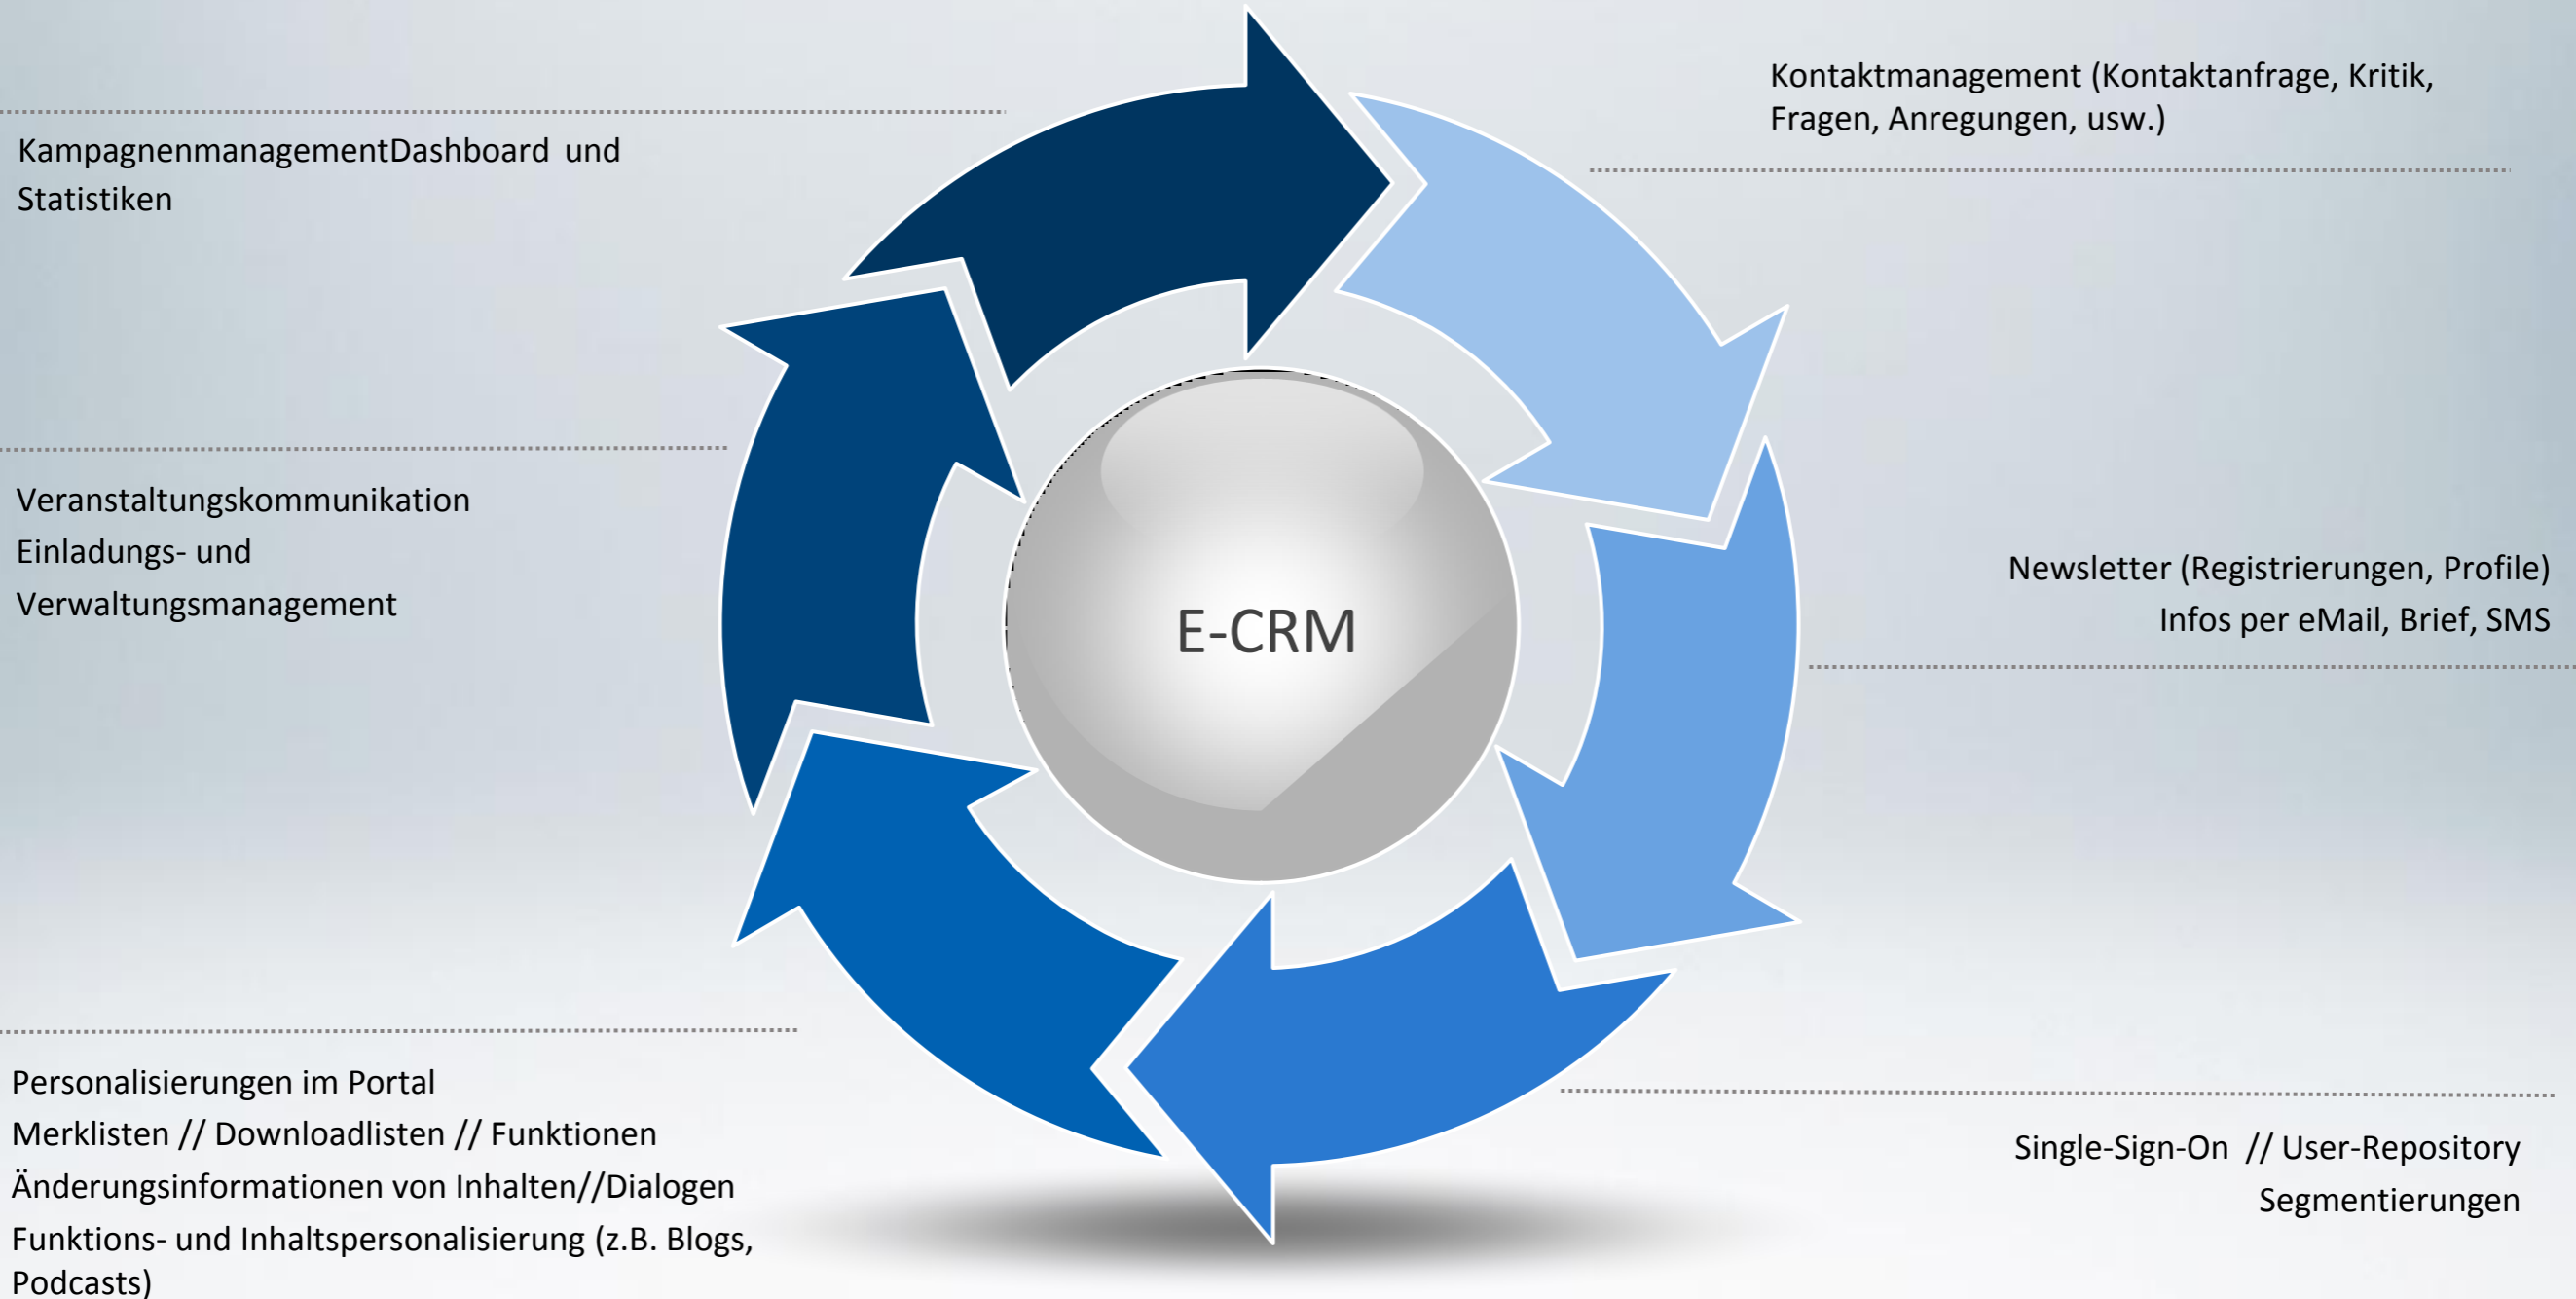 KampagnenmanagementDashboard und
Statistiken
Kontaktmanagement (Kontaktanfrage, Kritik,
Fragen, Anregungen, usw.)
Veranstaltungskommunikation
Einladungs- und
Verwaltungsmanagement
E-CRM
Newsletter (Registrierungen, Profile)
Infos per eMail, Brief, SMS
Personalisierungen im Portal
Merklisten // Downloadlisten // Funktionen
Änderungsinformationen von Inhalten//Dialogen
Funktions- und Inhaltspersonalisierung (z.B. Blogs,
Podcasts)
Single-Sign-On // User-Repository
Segmentierungen